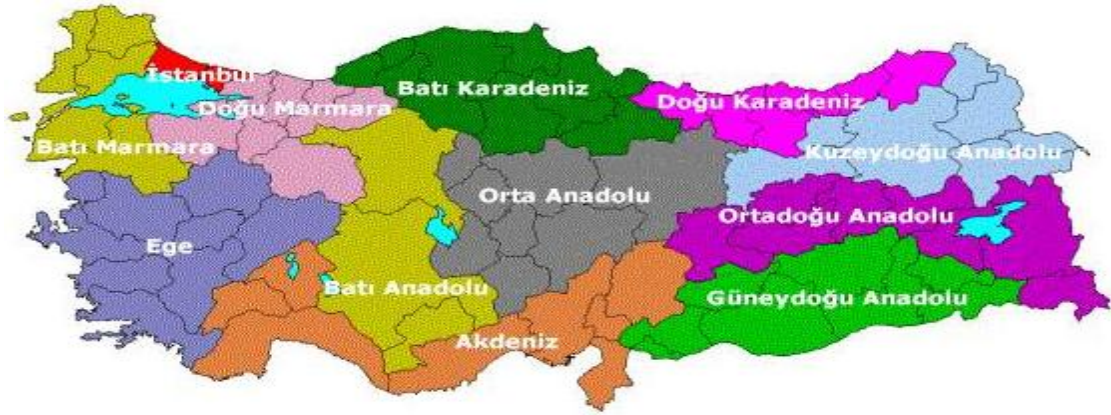 İstanbul
Batı Karadeniz
Doğu Karadeniz
Doğu Marmara
Batı Marmara
Kuzeydoğu Anadolu
Orta Anadolu
Ortadoğu Anadolu
Ege
Batı Anadolu
Güneydoğu Anadolu
Akdeniz